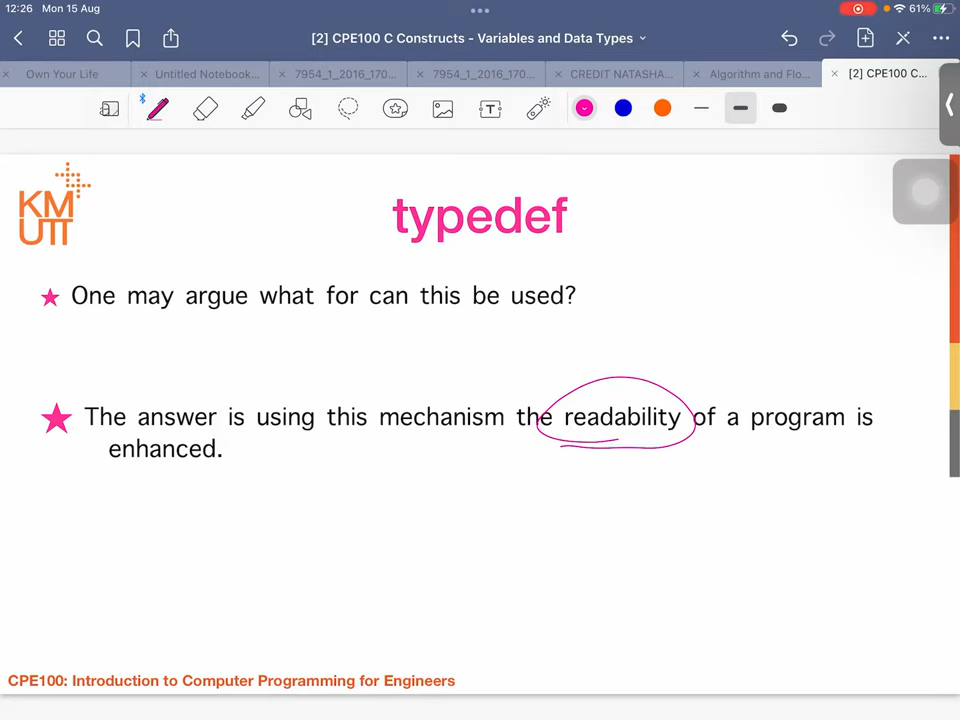 12:26 Mon 15 Aug
61%
[2] CPE100 C Constructs - Variables and Data Types
Own Your Life
Untitled Notebook...
7954_1_2016_170...
7954_1_2016_170...
CREDIT NATASHA...
Algorithm and Flo...
[2] CPE100 C...
KM
UTT
typedef
One may argue what for can this be used?
The answer is using this mechanism the readability of a program is
enhanced.
CPE100: Introduction to Computer Programming for Engineers